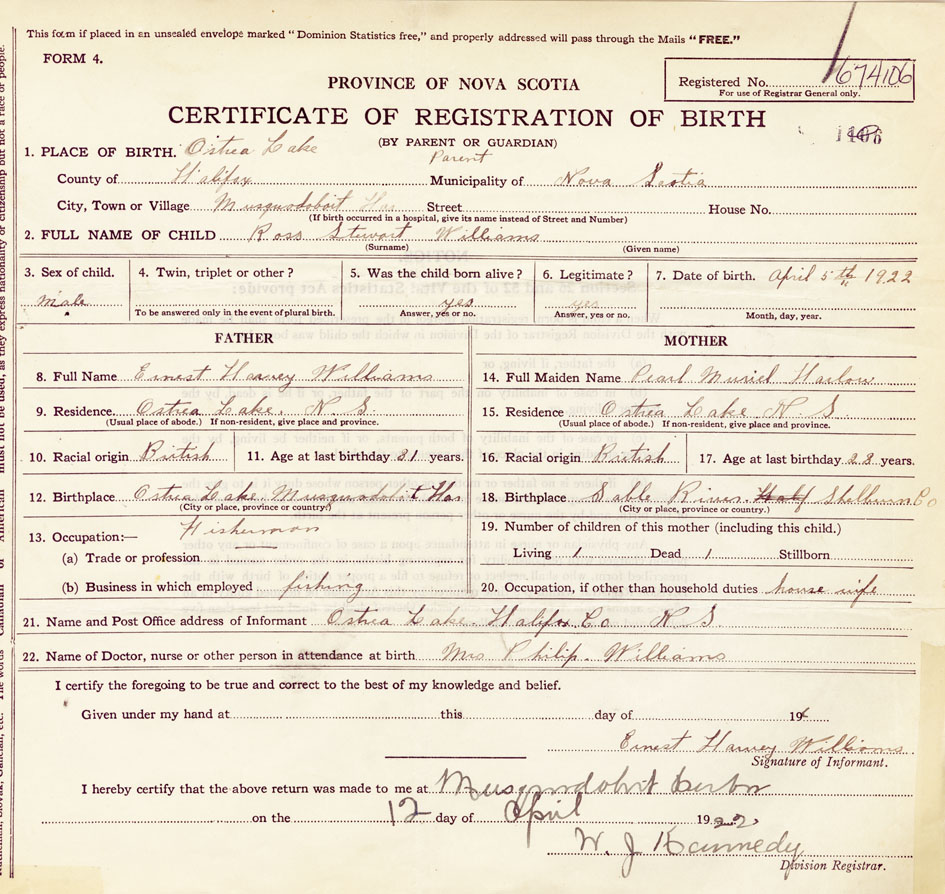 This form if placed in an unsealed envelope marked "Dominion Statistics free," and properly addressed will pass through the Mails "FREE."
FORM 4.
PROVINCE OF NOVA SCOTIA
Registered No. 674106
For use of Registrar General only.
CERTIFICATE OF REGISTRATION OF BIRTH
(BY PARENT OR GUARDIAN)
Parent
1. PLACE OF BIRTH. Ostrea Lake
County of Halifax Municipality of Nova Scotia
City, Town or Village Musquodoboit Har Street House No.
(If birth occurred in a hospital, give its name instead of Street and Number)
2. FULL NAME OF CHILD Ross Stewart Williams
(Surname) (Given name)
3. Sex of child. 4. Twin, triplet or other? 5. Was the child born alive? 6. Legitimate? 7. Date of birth. April 5th 1922
male yes yes
To be answered only in the event of plural birth. Answer, yes or no. Answer, yes or no. Month, day, year.
FATHER MOTHER
8. Full Name Ernest Harvey Williams 14. Full Maiden Name Pearl Muriel Harlow
9. Residence. Ostrea Lake. N. S. 15. Residence Ostrea Lake N S
(Usual place of abode.) If non-resident, give place and province. (Usual place of abode.) If non-resident, give place and province.
10. Racial origin British 11. Age at last birthday 31 years. 16. Racial origin British 17. Age at last birthday 22 years.
12. Birthplace Ostrea Lake Musquodoboit Har 18. Birthplace Sable River Half Shelburn Co
(City or place, province or country) (City or place, province or country.)
13. Occupation:— Fisherman 19. Number of children of this mother (including this child.)
(a) Trade or profession Living 1 Dead 1 Stillborn
(b) Business in which employed fishing 20. Occupation, if other than household duties house wife
21. Name and Post Office address of Informant Ostrea Lake Halifax Co N S
22. Name of Doctor, nurse or other person in attendance at birth Mrs Philip. Williams
I certify the foregoing to be true and correct to the best of my knowledge and belief.
Given under my hand at this day of 19
Ernest Harvey Williams
Signature of Informant.
I hereby certify that the above return was made to me at Musquodoboit
on the 12 day of April 1922
W. J Kennedy
Division Registrar.